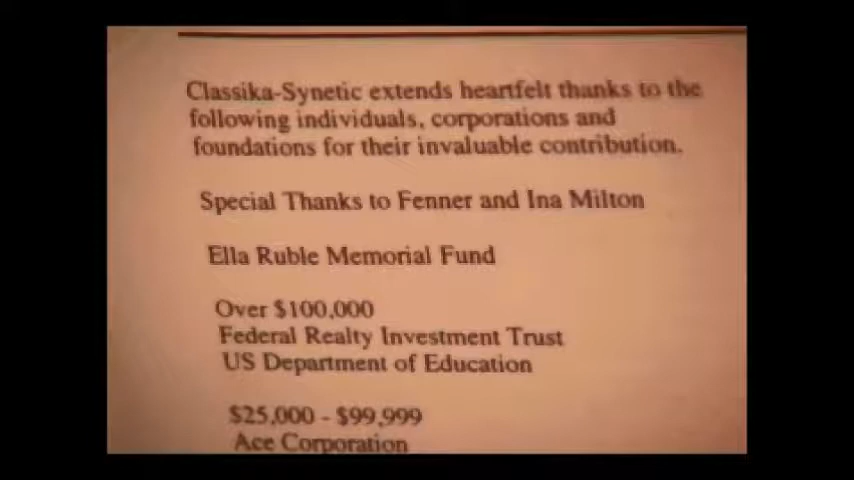 Classika-Synetic extends heartfelt thanks to the
following individuals, corporations and
foundations for their invaluable contribution.
Special Thanks to Fenner and Ina Milton
Ella Ruble Memorial Fund
Over $100,000
Federal Realty Investment Trust
US Department of Education
$25,000 - $99,999
Ace Corporation